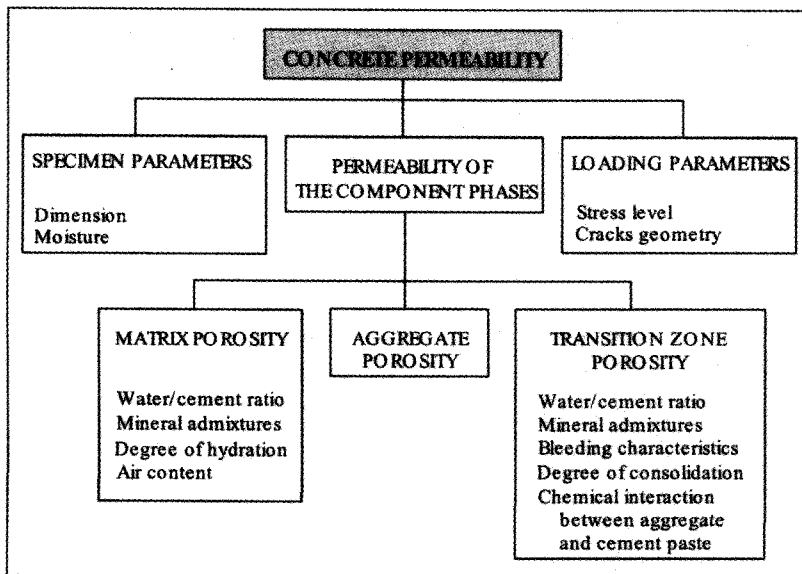 CONCRETE PERMEABILITY
SPECIMEN PARAMETERS
Dimension
Moisture
PERMEABILITY OF
THE COMPONENT PHASES
LOADING PARAMETERS
Stress level
Cracks geometry
MATRIX POROSITY
Water/cement ratio
Mineral admixtures
Degree of hydration
Air content
AGGREGATE
POROSITY
TRANSITION ZONE
POROSITY
Water/cement ratio
Mineral admixtures
Bleeding characteristics
Degree of consolidation
Chemical interaction
between aggregate
and cement paste